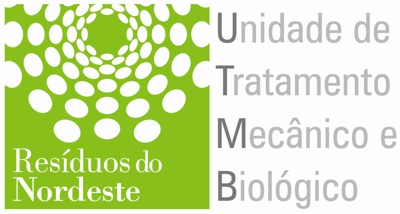 Resíduos do
Nordeste
Unidade de
Tratamento
Mecânico e
Biológico